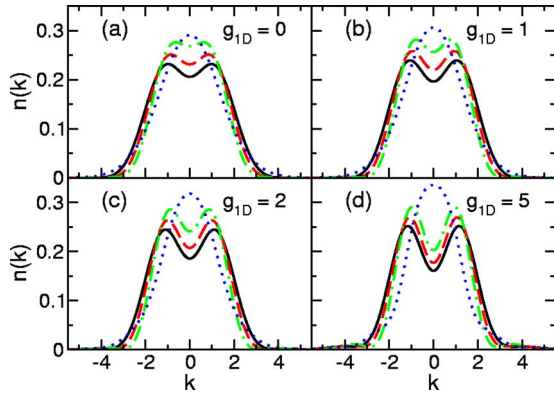 (a) g1D = 0
(b) g1D = 1
0.3
0.2
0.1
0
n(k)
(c) g1D = 2
(d) g1D = 5
0.3
0.2
0.1
0
n(k)
-4 -2 0 2 4
-4 -2 0 2 4
k
k